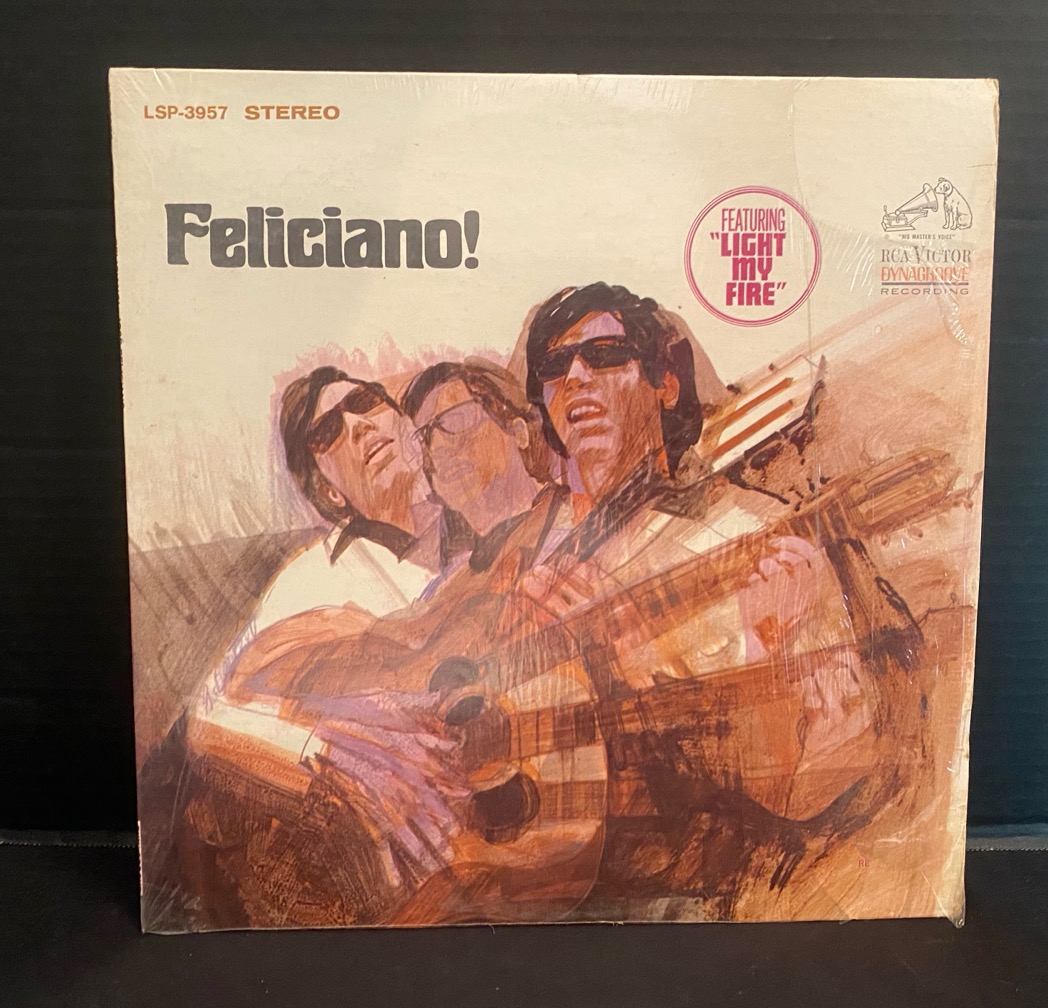 LSP-3957 STEREO
Feliciano!
FEATURING
"LIGHT
MY
FIRE"
"HIS MASTER'S VOICE"
RCA VICTOR
DYNAGROOVE
RECORDING